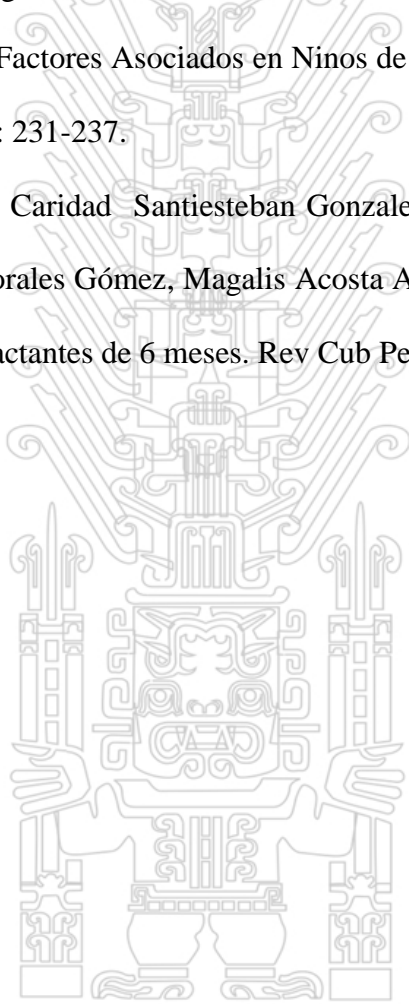 Factores Asociados en Ninos de
: 231-237.
Caridad Santiesteban Gonzale
orales Gómez, Magalis Acosta A
actantes de 6 meses. Rev Cub Pe